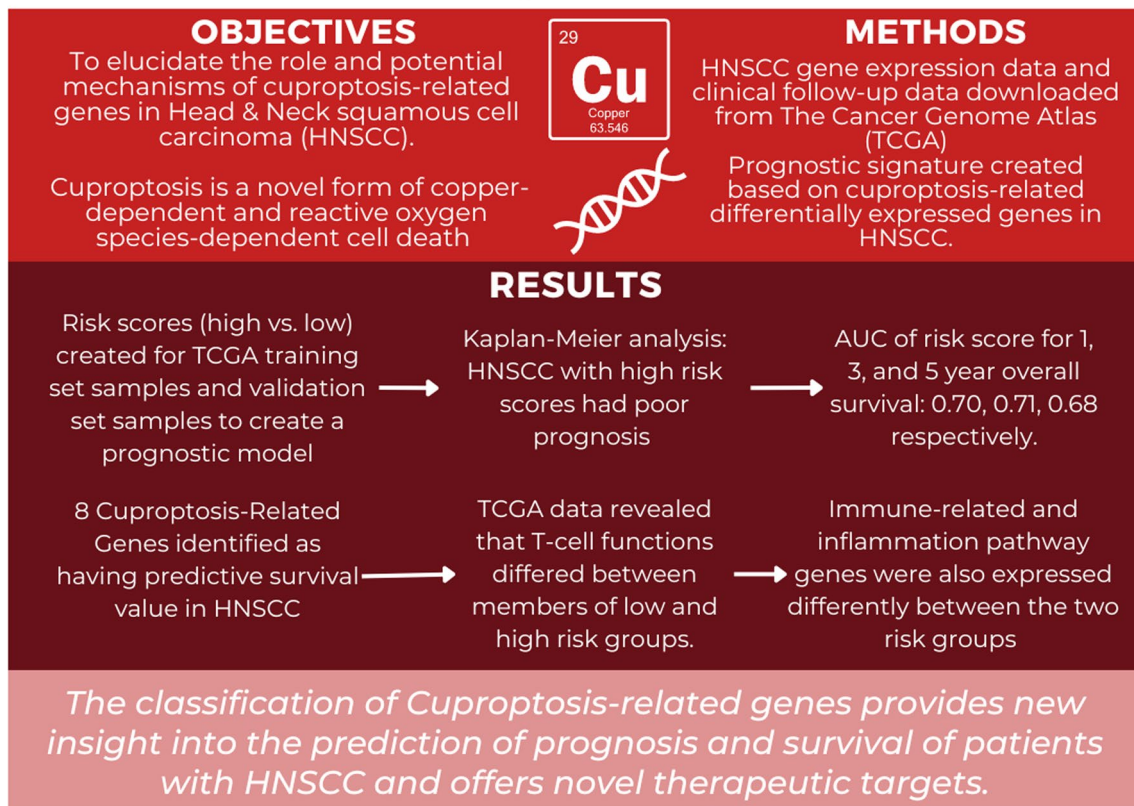 OBJECTIVES
To elucidate the role and potential
mechanisms of cuproptosis-related
genes in Head & Neck squamous cell
carcinoma (HNSCC).
Cuproptosis is a novel form of copper-
dependent and reactive oxygen
species-dependent cell death
29
Cu
Copper
63.546
METHODS
HNSCC gene expression data and
clinical follow-up data downloaded
from The Cancer Genome Atlas
(TCGA)
Prognostic signature created
based on cuproptosis-related
differentially expressed genes in
HNSCC.
RESULTS
Risk scores (high vs. low)
created for TCGA training
set samples and validation
set samples to create a
prognostic model
Kaplan-Meier analysis:
HNSCC with high risk
scores had poor
prognosis
AUC of risk score for 1,
3, and 5 year overall
survival: 0.70, 0.71, 0.68
respectively.
8 Cuproptosis-Related
Genes identified as
having predictive survival
value in HNSCC
TCGA data revealed
that T-cell functions
differed between
members of low and
high risk groups.
Immune-related and
inflammation pathway
genes were also expressed
differently between the two
risk groups
The classification of Cuproptosis-related genes provides new
insight into the prediction of prognosis and survival of patients
with HNSCC and offers novel therapeutic targets.